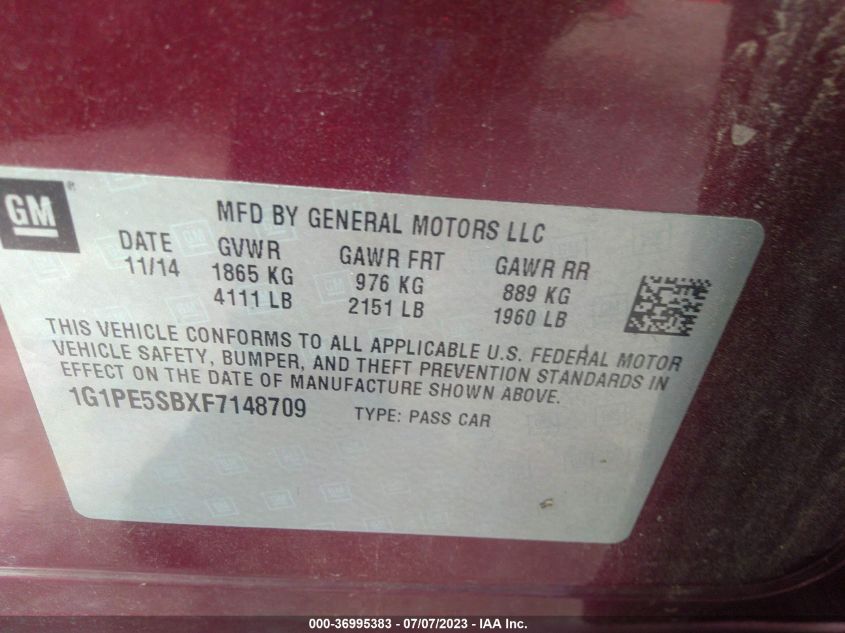 GM
MFD BY GENERAL MOTORS LLC
DATE GVWR GAWR FRT GAWR RR
11/14 1865 KG 976 KG 889 KG
4111 LB 2151 LB 1960 LB
THIS VEHICLE CONFORMS TO ALL APPLICABLE U.S. FEDERAL MOTOR
VEHICLE SAFETY, BUMPER, AND THEFT PREVENTION STANDARDS IN
EFFECT ON THE DATE OF MANUFACTURE SHOWN ABOVE.
1G1PE5SBXF7148709 TYPE: PASS CAR
000-36995383 - 07/07/2023 - IAA Inc.